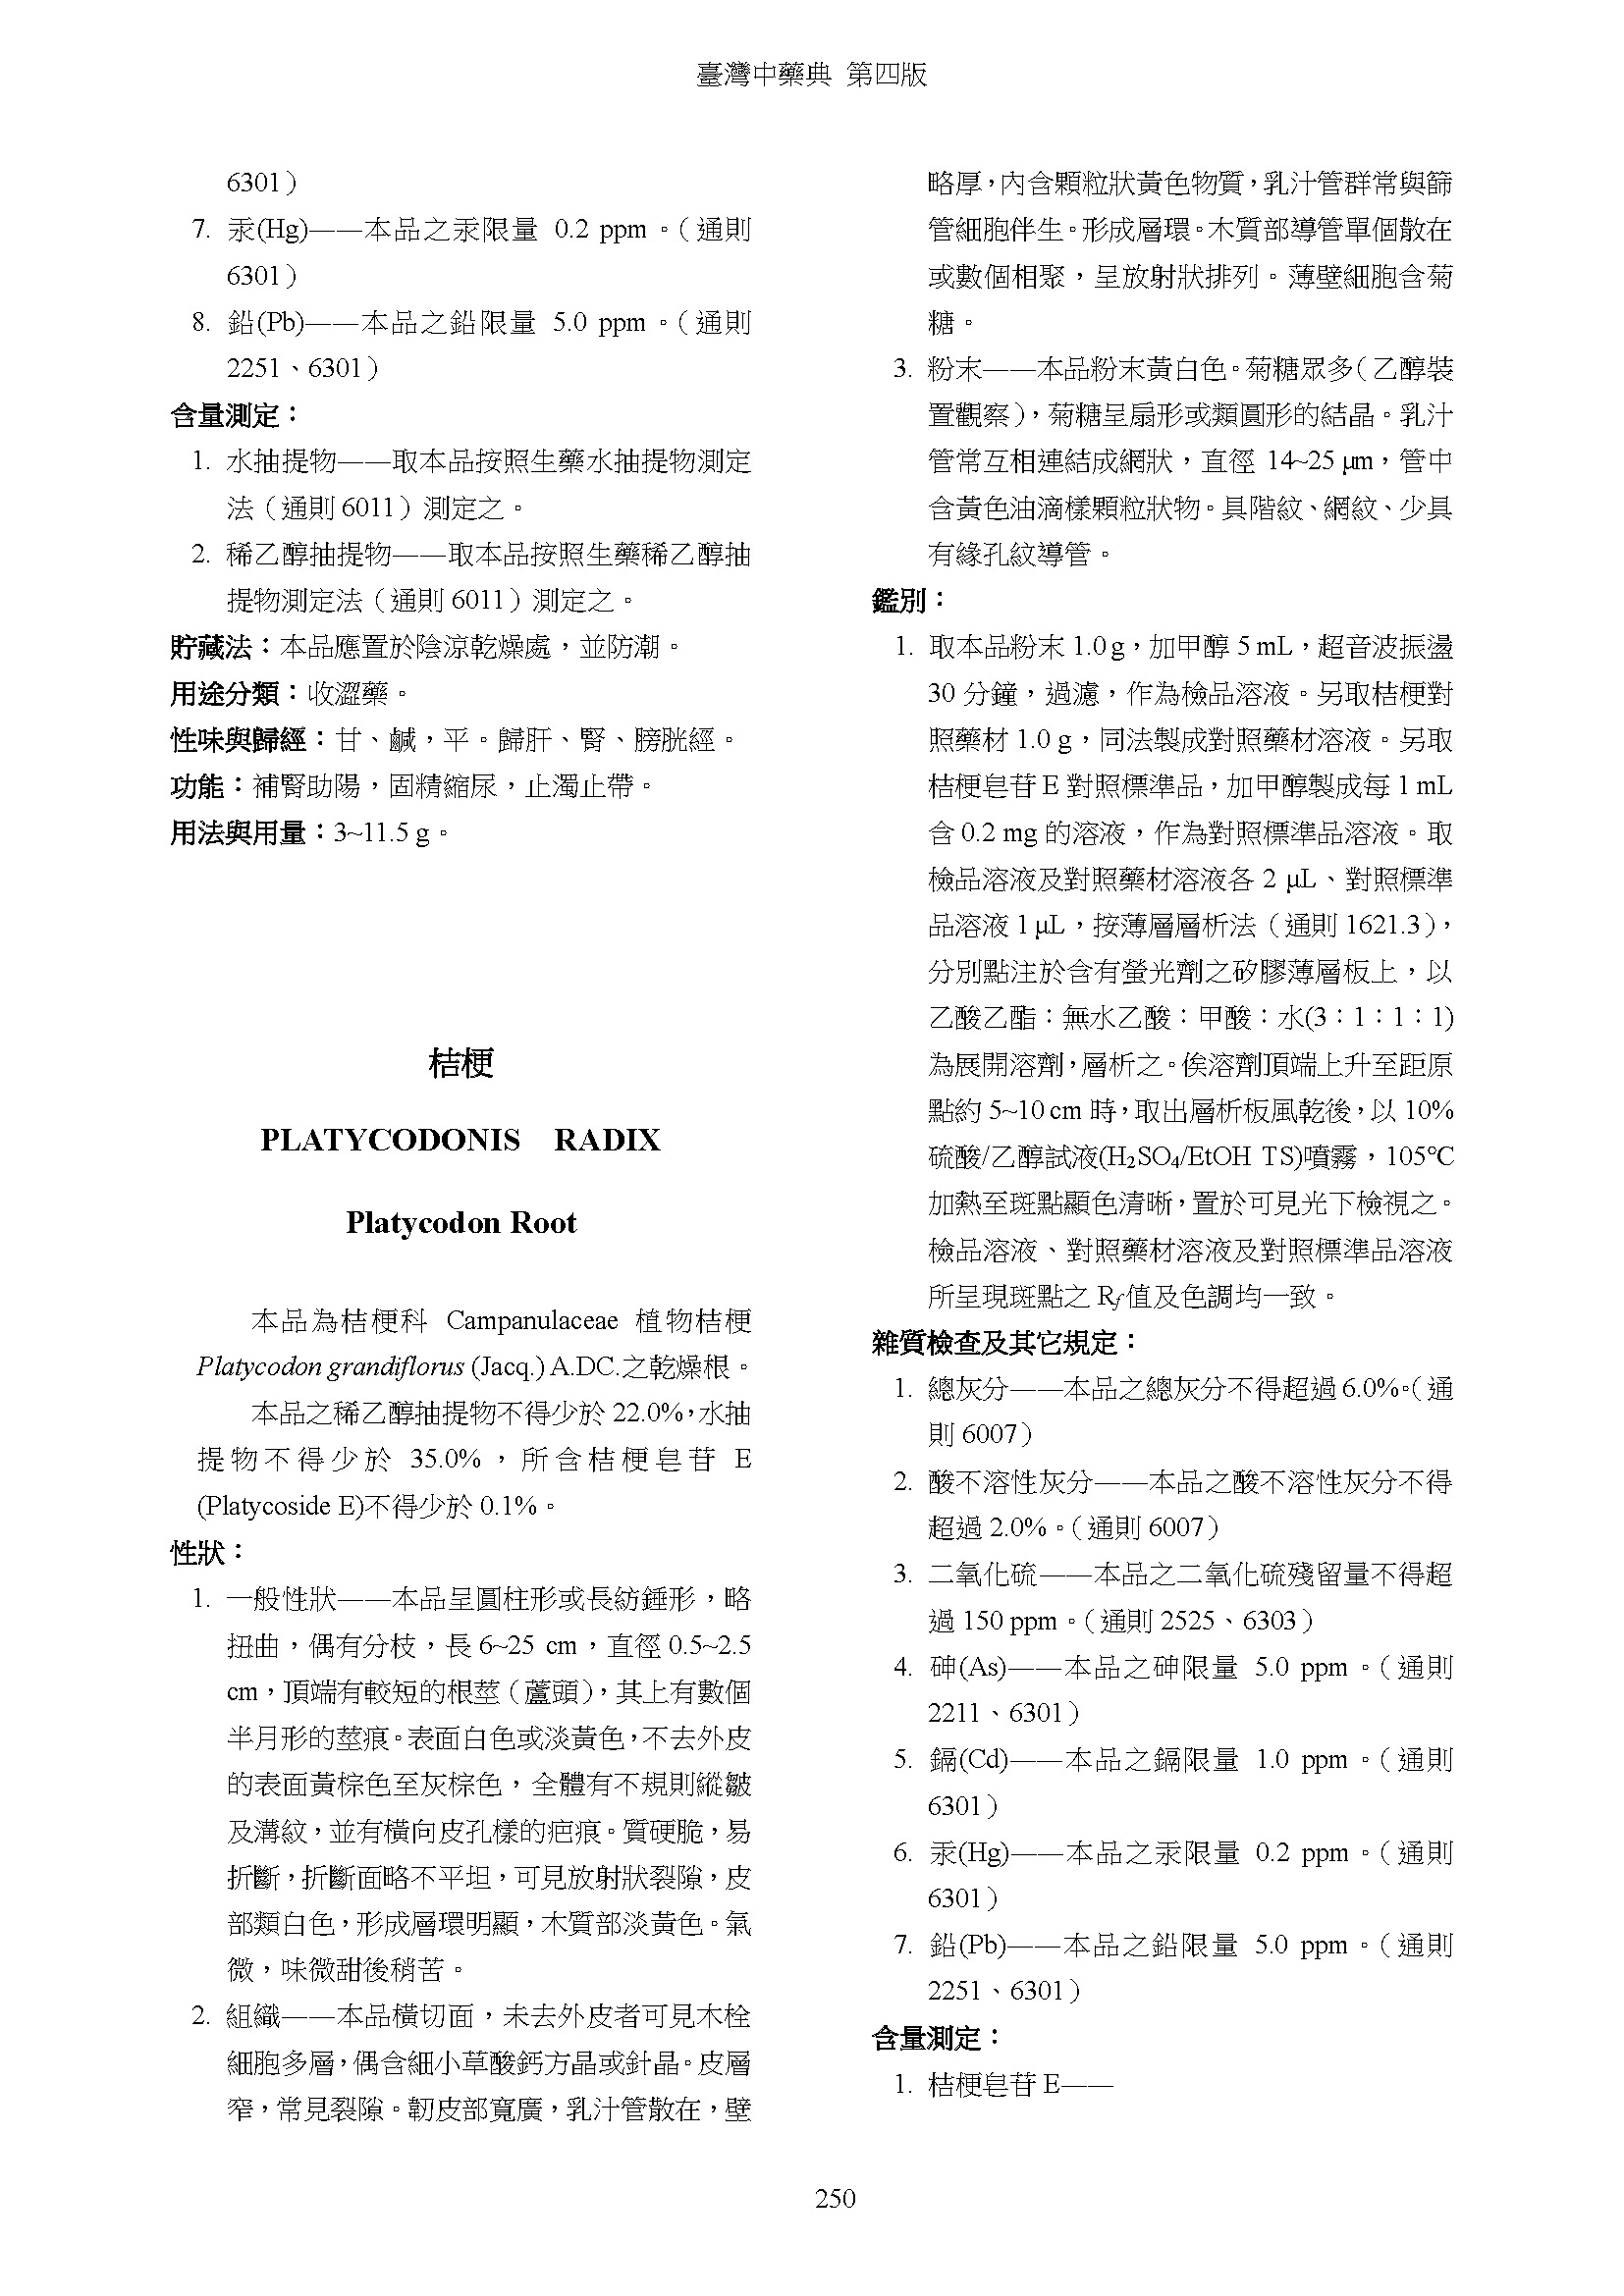 臺灣中藥典 第四版
6301）
7. 汞(Hg)——本品之汞限量 0.2 ppm。（通則
6301）
8. 鉛(Pb)——本品之鉛限量 5.0 ppm。（通則
2251、6301）
含量測定：
1. 水抽提物——取本品按照生藥水抽提物測定
法（通則 6011）測定之。
2. 稀乙醇抽提物——取本品按照生藥稀乙醇抽
提物測定法（通則 6011）測定之。
貯藏法：本品應置於陰涼乾燥處，並防潮。
用途分類：收澀藥。
性味與歸經：甘、鹹，平。歸肝、腎、膀胱經。
功能：補腎助陽，固精縮尿，止濁止帶。
用法與用量：3~11.5 g。
桔梗
PLATYCODONIS RADIX
Platycodon Root
本品為桔梗科 Campanulaceae 植物桔梗
Platycodon grandiflorus (Jacq.) A.DC.之乾燥根。
本品之稀乙醇抽提物不得少於 22.0%，水抽
提物不得少於 35.0%，所含桔梗皂苷 E
(Platycoside E)不得少於 0.1%。
性狀：
1. 一般性狀——本品呈圓柱形或長紡錘形，略
扭曲，偶有分枝，長 6~25 cm，直徑 0.5~2.5
cm，頂端有較短的根莖（蘆頭），其上有數個
半月形的莖痕。表面白色或淡黃色，不去外皮
的表面黃棕色至灰棕色，全體有不規則縱皺
及溝紋，並有橫向皮孔樣的疤痕。質硬脆，易
折斷，折斷面略不平坦，可見放射狀裂隙，皮
部類白色，形成層環明顯，木質部淡黃色。氣
微，味微甜後稍苦。
2. 組織——本品橫切面，未去外皮者可見木栓
細胞多層，偶含細小草酸鈣方晶或針晶。皮層
窄，常見裂隙。韌皮部寬廣，乳汁管散在，壁
略厚，內含顆粒狀黃色物質，乳汁管群常與篩
管細胞伴生。形成層環。木質部導管單個散在
或數個相聚，呈放射狀排列。薄壁細胞含菊
糖。
3. 粉末——本品粉末黃白色。菊糖眾多（乙醇裝
置觀察），菊糖呈扇形或類圓形的結晶。乳汁
管常互相連結成網狀，直徑 14~25 μm，管中
含黃色油滴樣顆粒狀物。具階紋、網紋、少具
有緣孔紋導管。
鑑別：
1. 取本品粉末 1.0 g，加甲醇 5 mL，超音波振盪
30 分鐘，過濾，作為檢品溶液。另取桔梗對
照藥材 1.0 g，同法製成對照藥材溶液。另取
桔梗皂苷 E 對照標準品，加甲醇製成每 1 mL
含 0.2 mg 的溶液，作為對照標準品溶液。取
檢品溶液及對照藥材溶液各 2 μL、對照標準
品溶液 1 μL，按薄層層析法（通則 1621.3），
分別點注於含有螢光劑之矽膠薄層板上，以
乙酸乙酯：無水乙酸：甲酸：水(3：1：1：1)
為展開溶劑，層析之。俟溶劑頂端上升至距原
點約 5~10 cm 時，取出層析板風乾後，以 10%
硫酸/乙醇試液(H₂SO₄/EtOH TS)噴霧，105℃
加熱至斑點顯色清晰，置於可見光下檢視之。
檢品溶液、對照藥材溶液及對照標準品溶液
所呈現斑點之 Rf 值及色調均一致。
雜質檢查及其它規定：
1. 總灰分——本品之總灰分不得超過 6.0%。（通
則 6007）
2. 酸不溶性灰分——本品之酸不溶性灰分不得
超過 2.0%。（通則 6007）
3. 二氧化硫——本品之二氧化硫殘留量不得超
過 150 ppm。（通則 2525、6303）
4. 砷(As)——本品之砷限量 5.0 ppm。（通則
2211、6301）
5. 鎘(Cd)——本品之鎘限量 1.0 ppm。（通則
6301）
6. 汞(Hg)——本品之汞限量 0.2 ppm。（通則
6301）
7. 鉛(Pb)——本品之鉛限量 5.0 ppm。（通則
2251、6301）
含量測定：
1. 桔梗皂苷 E——
250